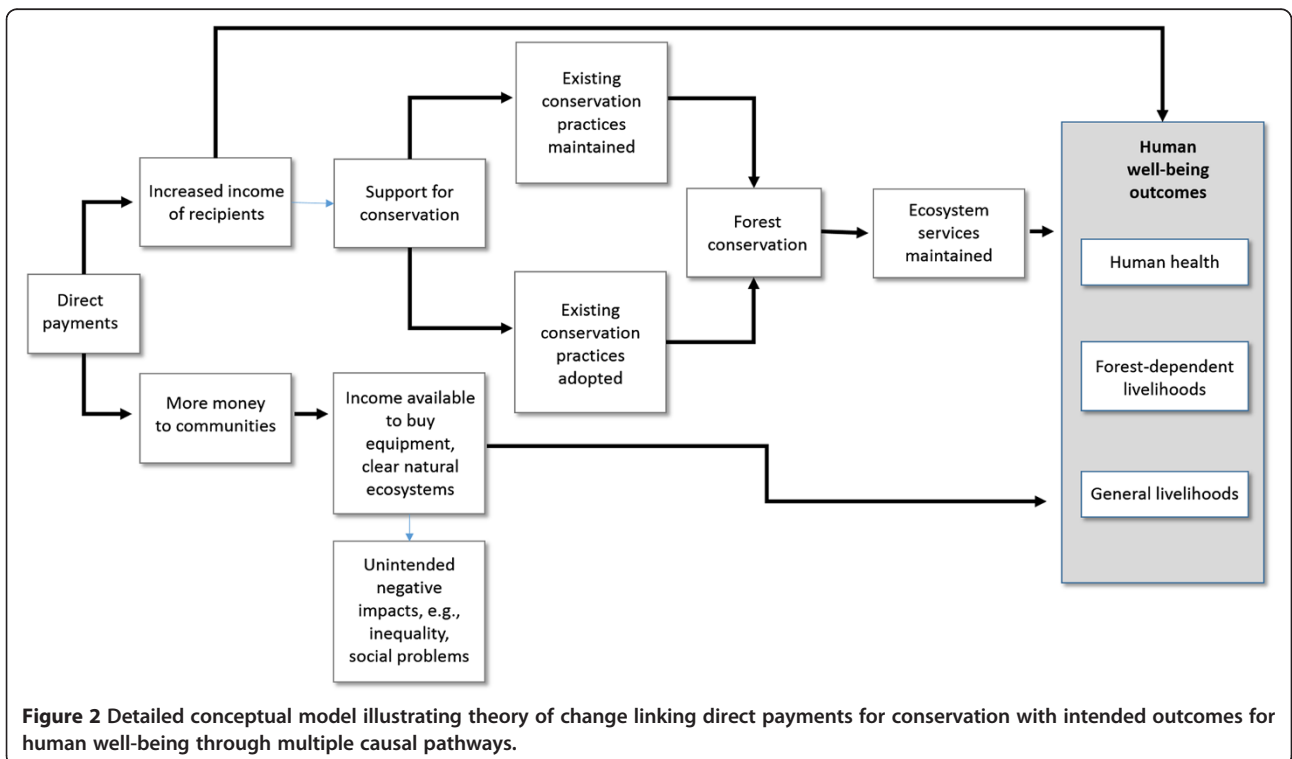 Existing
conservation
practices
maintained
Human
well-being
outcomes
Increased income
of recipients
Support for
conservation
Forest
conservation
Ecosystem
services
maintained
Human health
Direct
payments
Existing
conservation
practices
adopted
Forest-dependent
livelihoods
More money
to communities
Income available
to buy
equipment,
clear natural
ecosystems
General livelihoods
Unintended
negative
impacts, e.g.,
inequality,
social problems
Figure 2 Detailed conceptual model illustrating theory of change linking direct payments for conservation with intended outcomes for
human well-being through multiple causal pathways.